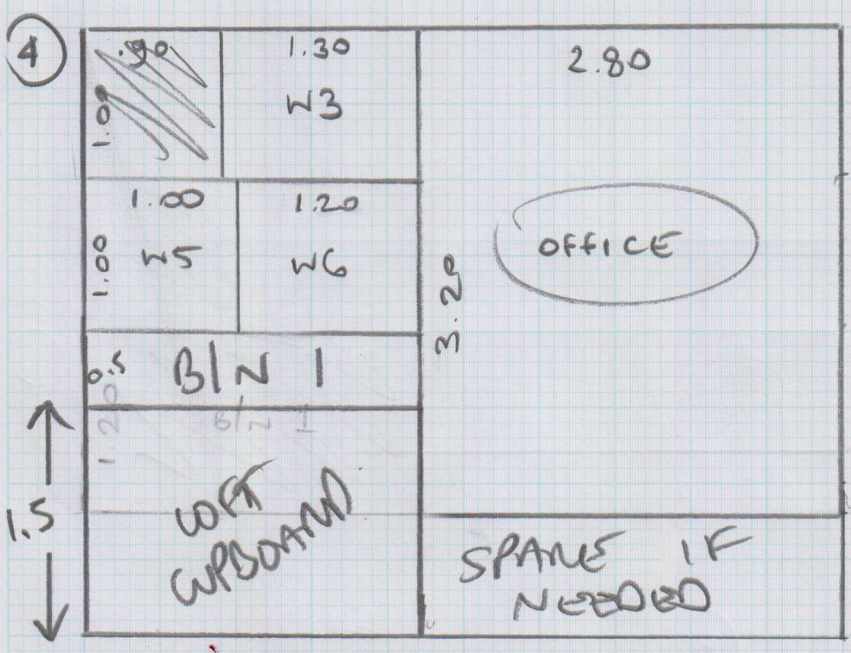 4
.90
1.30
2.80
1.00
W3
1.00
1.20
1.00
W5
W6
OFFICE
3.20
0.5
B/N 1
1.20
B/N 1
1.5
LOFT
CUPBOARD
SPARE IF
NEEDED